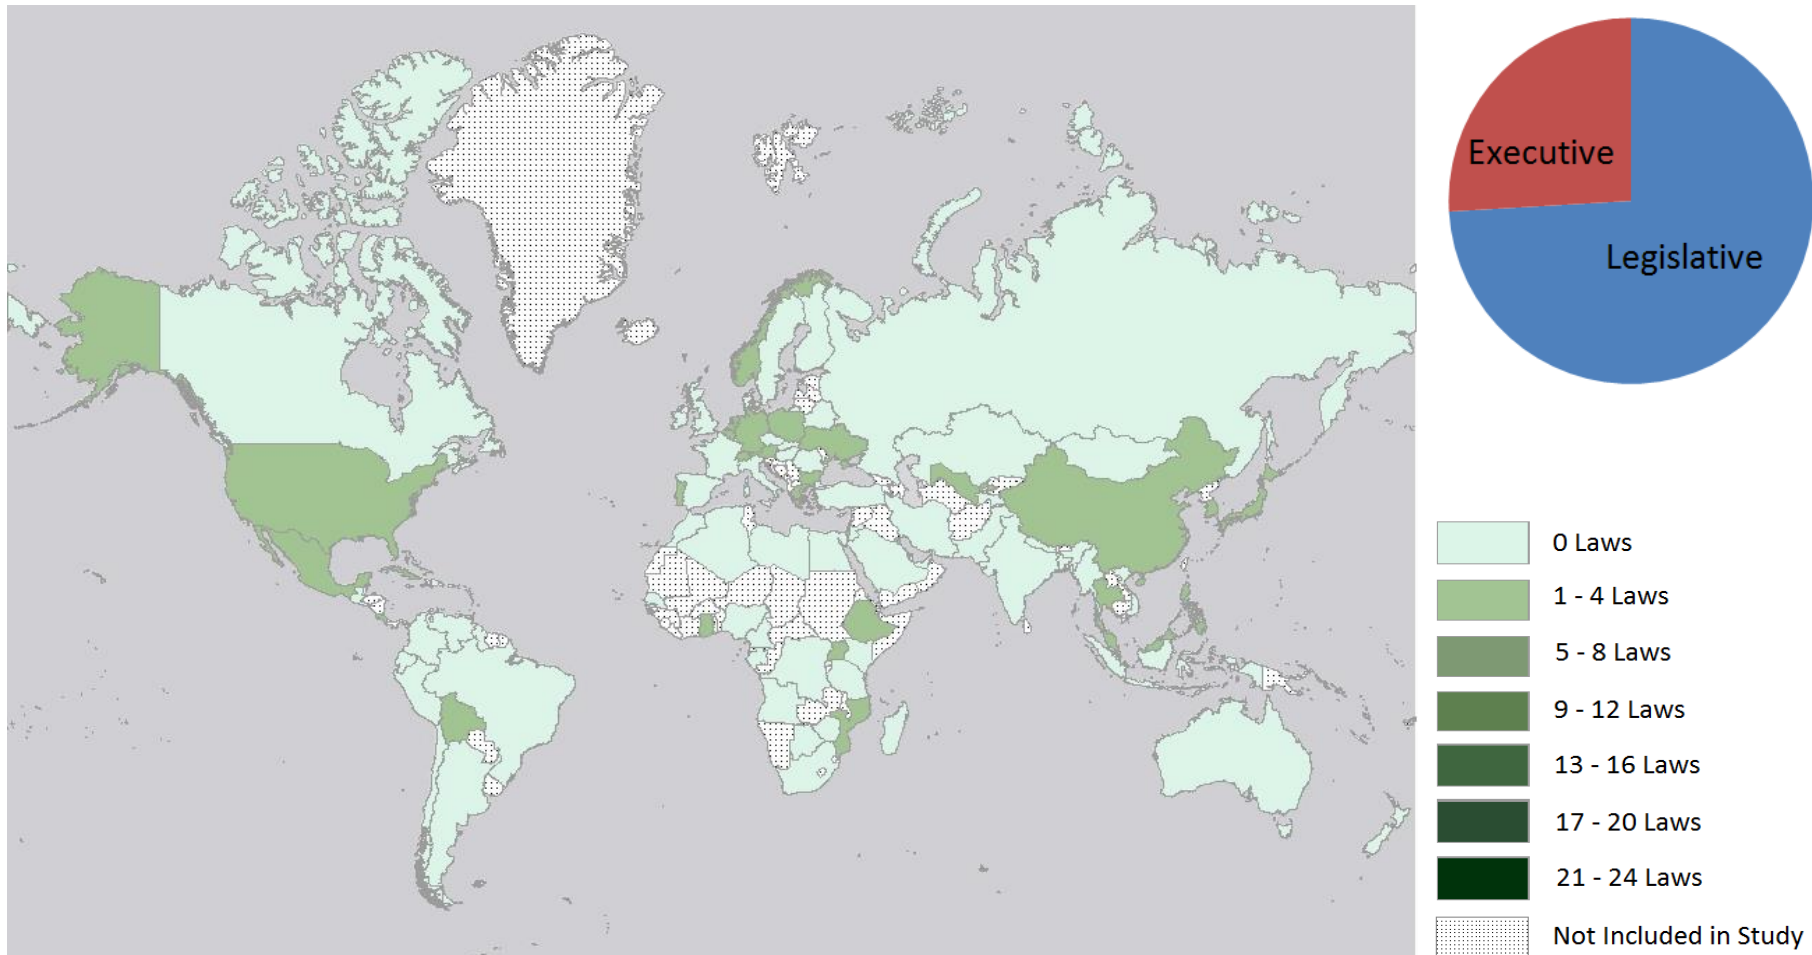 Executive
Legislative
0 Laws
1 - 4 Laws
5 - 8 Laws
9 - 12 Laws
13 - 16 Laws
17 - 20 Laws
21 - 24 Laws
Not Included in Study